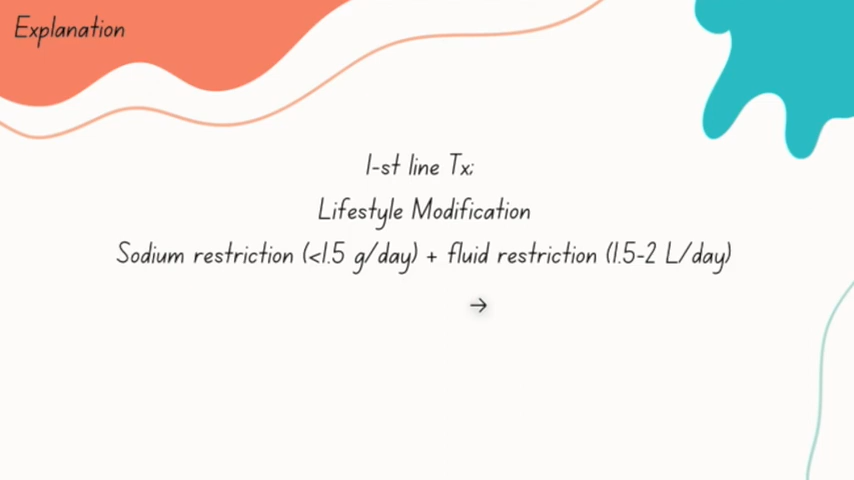 Explanation
1-st line Tx;
Lifestyle Modification
Sodium restriction (<1.5 g/day) + fluid restriction (1.5-2 L/day)
→